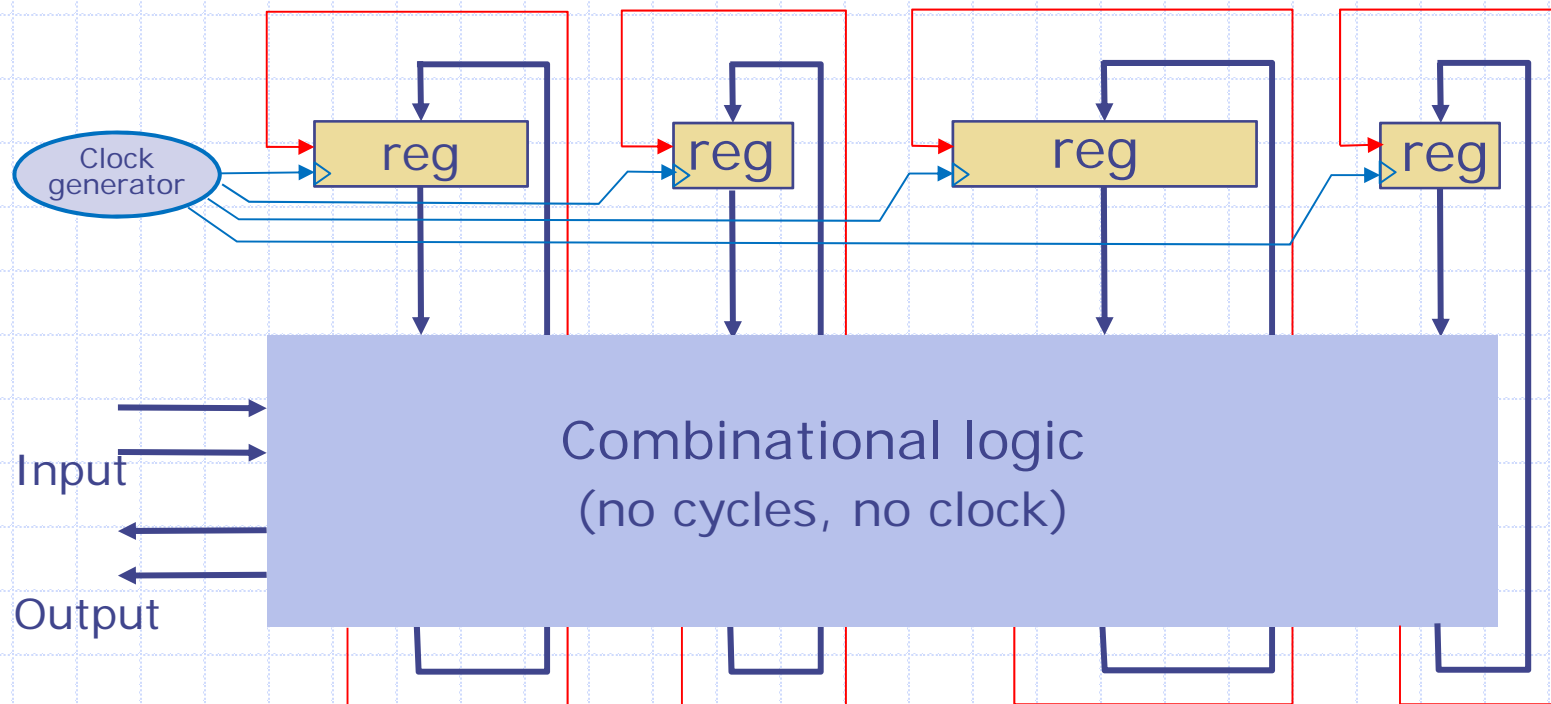 Clock
generator
reg
reg
reg
reg
Combinational logic
(no cycles, no clock)
Input
Output